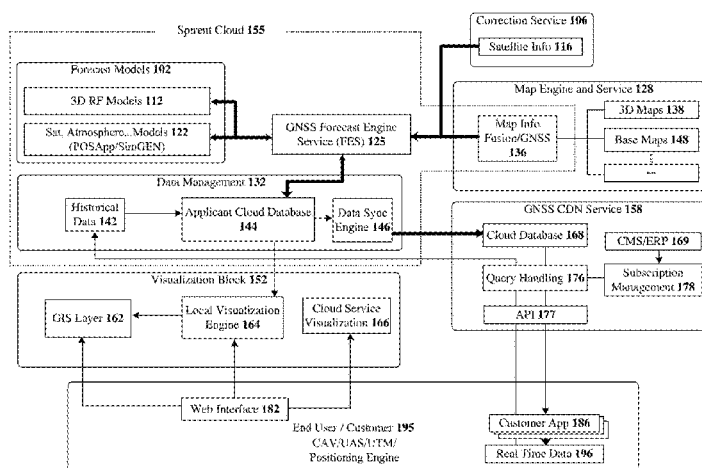 Spirent Cloud 155
Correction Service 106
Satellite Info 116
Forecast Models 102
3D RF Models 112
Sat, Atmosphere...Models 122
(POSApp/SimGEN)
GNSS Forecast Engine
Service (FES) 125
Map Engine and Service 128
Map Info
Fusion/GNSS
136
3D Maps 138
Base Maps 148
...
Data Management 132
Historical
Data 142
Applicant Cloud Database
144
Data Sync
Engine 146
GNSS CDN Service 158
Cloud Database 168
CMS/ERP 169
Query Handling 176
Subscription
Management 178
API 177
Visualization Block 152
GIS Layer 162
Local Visualization
Engine 164
Cloud Service
Visualization 166
Web Interface 182
End User / Customer 195
CAV/UAS/UTM/
Positioning Engine
Customer App 186
Real Time Data 196